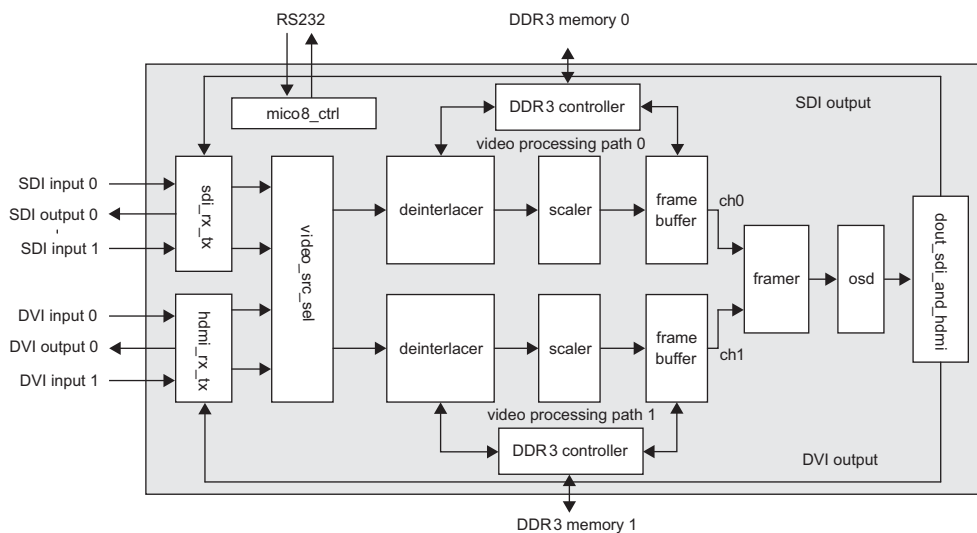 RS232
DDR3 memory 0
mico8_ctrl
DDR3 controller
SDI output
video processing path 0
SDI input 0
SDI output 0
SDI input 1
sdi_rx_tx
video_src_sel
deinterlacer
scaler
frame
buffer
ch0
framer
osd
dout_sdi_and_hdmi
DVI input 0
DVI output 0
DVI input 1
hdmi_rx_tx
deinterlacer
scaler
frame
buffer
ch1
video processing path 1
DDR3 controller
DVI output
DDR3 memory 1